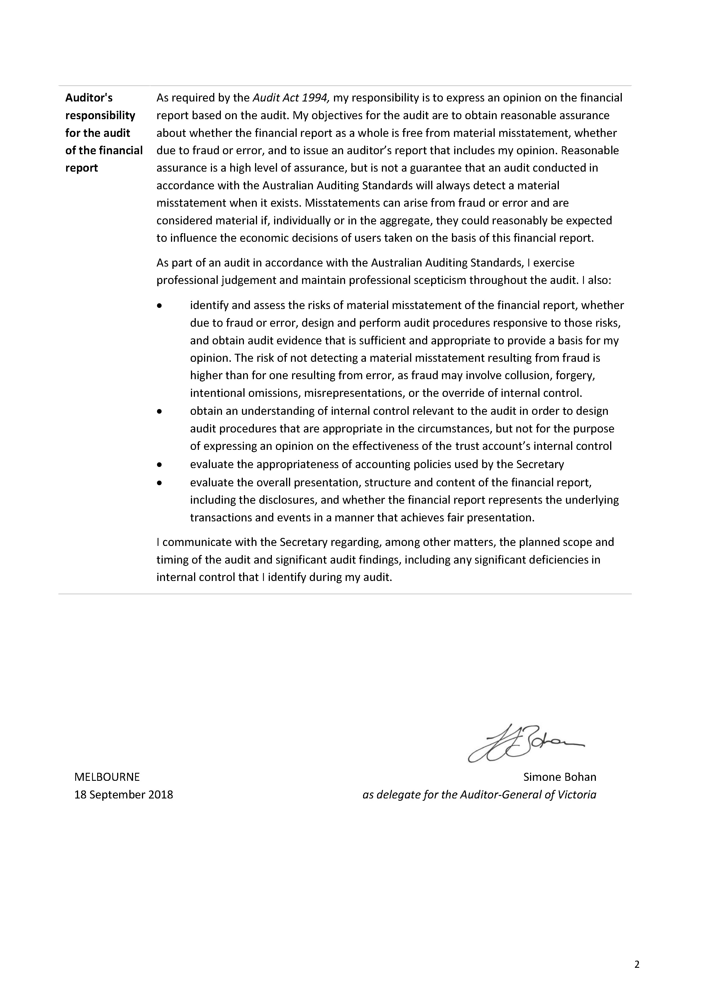 Auditor's
responsibility
for the audit
of the financial
report
As required by the Audit Act 1994, my responsibility is to express an opinion on the financial
report based on the audit. My objectives for the audit are to obtain reasonable assurance
about whether the financial report as a whole is free from material misstatement, whether
due to fraud or error, and to issue an auditor’s report that includes my opinion. Reasonable
assurance is a high level of assurance, but is not a guarantee that an audit conducted in
accordance with the Australian Auditing Standards will always detect a material
misstatement when it exists. Misstatements can arise from fraud or error and are
considered material if, individually or in the aggregate, they could reasonably be expected
to influence the economic decisions of users taken on the basis of this financial report.
As part of an audit in accordance with the Australian Auditing Standards, I exercise
professional judgement and maintain professional scepticism throughout the audit. I also:
• identify and assess the risks of material misstatement of the financial report, whether
due to fraud or error, design and perform audit procedures responsive to those risks,
and obtain audit evidence that is sufficient and appropriate to provide a basis for my
opinion. The risk of not detecting a material misstatement resulting from fraud is
higher than for one resulting from error, as fraud may involve collusion, forgery,
intentional omissions, misrepresentations, or the override of internal control.
• obtain an understanding of internal control relevant to the audit in order to design
audit procedures that are appropriate in the circumstances, but not for the purpose
of expressing an opinion on the effectiveness of the trust account’s internal control
• evaluate the appropriateness of accounting policies used by the Secretary
• evaluate the overall presentation, structure and content of the financial report,
including the disclosures, and whether the financial report represents the underlying
transactions and events in a manner that achieves fair presentation.
I communicate with the Secretary regarding, among other matters, the planned scope and
timing of the audit and significant audit findings, including any significant deficiencies in
internal control that I identify during my audit.
Bohan
MELBOURNE
18 September 2018
Simone Bohan
as delegate for the Auditor-General of Victoria
2